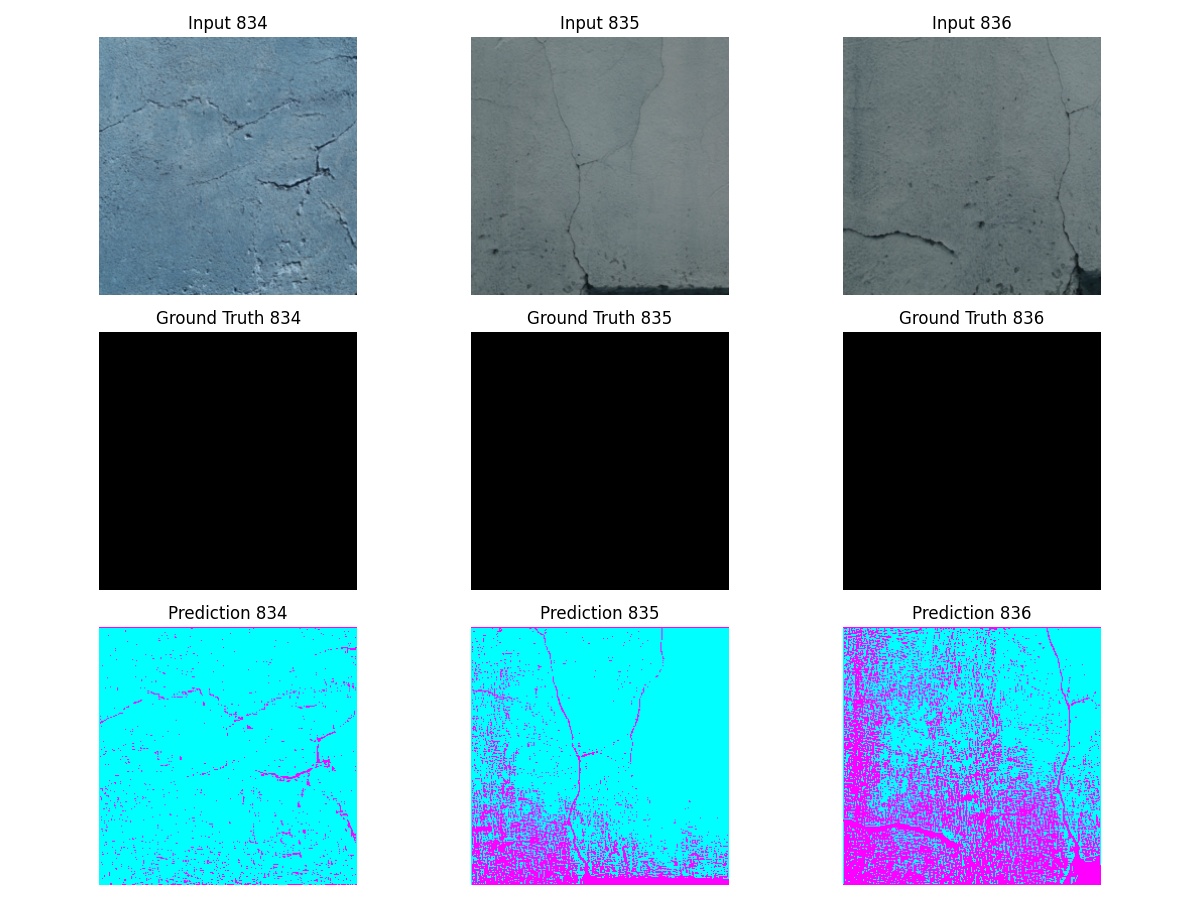 Input 834
Input 835
Input 836
Ground Truth 834
Ground Truth 835
Ground Truth 836
Prediction 834
Prediction 835
Prediction 836